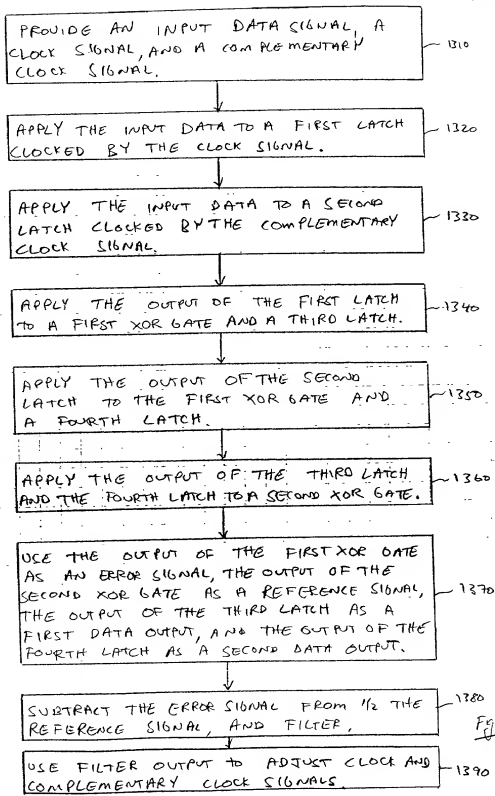 PROVIDE AN INPUT DATA SIGNAL, A
CLOCK SIGNAL, AND A COMPLEMENTARY
CLOCK SIGNAL.
1310
APPLY THE INPUT DATA TO A FIRST LATCH
CLOCKED BY THE CLOCK SIGNAL.
1320
APPLY THE INPUT DATA TO A SECOND
LATCH CLOCKED BY THE COMPLEMENTARY
CLOCK SIGNAL.
1330
APPLY THE OUTPUT OF THE FIRST LATCH
TO A FIRST XOR GATE AND A THIRD LATCH.
1340
APPLY THE OUTPUT OF THE SECOND
LATCH TO THE FIRST XOR GATE AND
A FOURTH LATCH.
1350
APPLY THE OUTPUT OF THE THIRD LATCH
AND THE FOURTH LATCH TO A SECOND XOR GATE.
1360
USE THE OUTPUT OF THE FIRST XOR GATE
AS AN ERROR SIGNAL, THE OUTPUT OF THE
SECOND XOR GATE AS A REFERENCE SIGNAL,
THE OUTPUT OF THE THIRD LATCH AS A
FIRST DATA OUTPUT, AND THE OUTPUT OF THE
FOURTH LATCH AS A SECOND DATA OUTPUT.
1370
SUBTRACT THE ERROR SIGNAL FROM 1/2 THE
REFERENCE SIGNAL, AND FILTER.
1380
USE FILTER OUTPUT TO ADJUST CLOCK AND
COMPLEMENTARY CLOCK SIGNALS.
1390